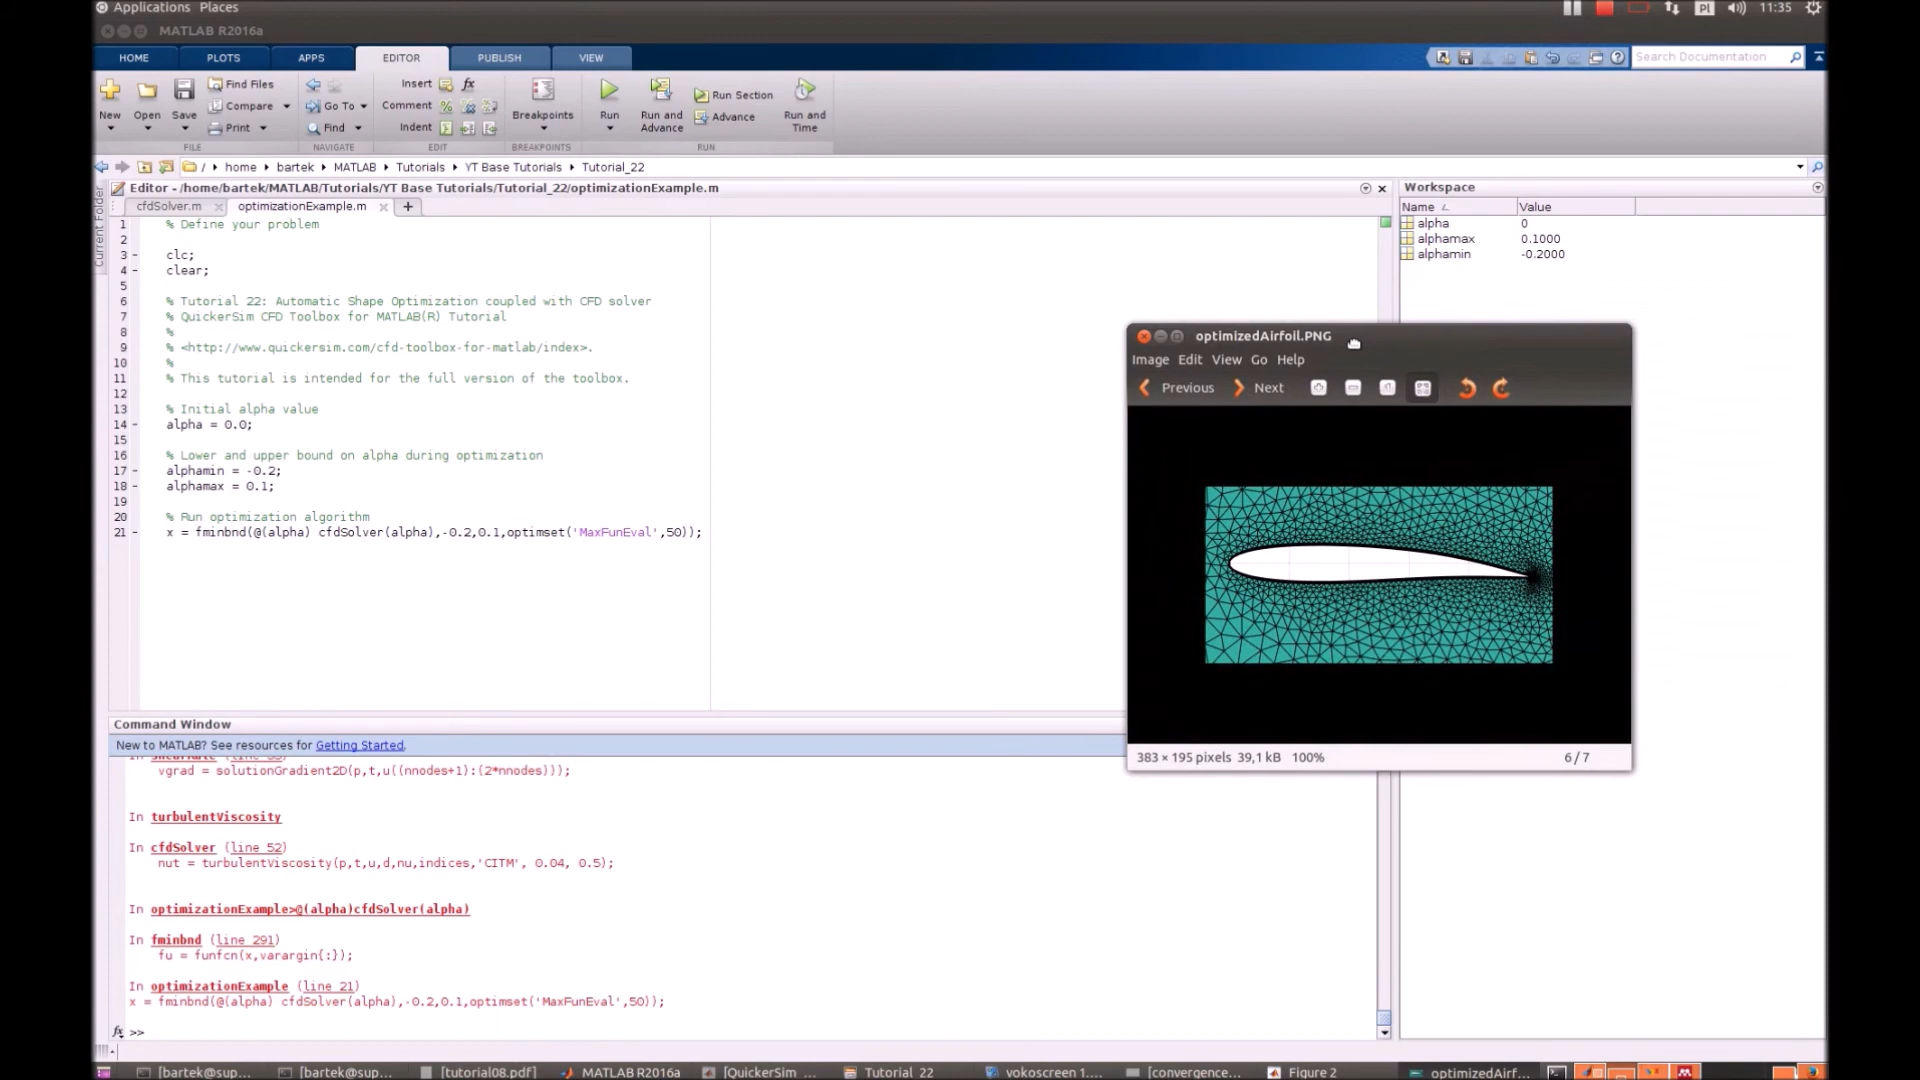 Applications Places
Pl 11:35
MATLAB R2016a
HOME PLOTS APPS EDITOR PUBLISH VIEW
Search Documentation
New Open Save Find Files Compare Print
Go To Find
Insert fx Comment Indent
Breakpoints Run Run and Advance Run Section Advance Run and Time
FILE NAVIGATE EDIT BREAKPOINTS RUN
/ home bartek MATLAB Tutorials YT Base Tutorials Tutorial_22
Current Folder
Editor - /home/bartek/MATLAB/Tutorials/YT Base Tutorials/Tutorial_22/optimizationExample.m
cfdSolver.m optimizationExample.m +
1 % Define your problem
2
3 - clc;
4 - clear;
5
6 % Tutorial 22: Automatic Shape Optimization coupled with CFD solver
7 % QuickerSim CFD Toolbox for MATLAB(R) Tutorial
8 %
9 % <http://www.quickersim.com/cfd-toolbox-for-matlab/index>.
10 %
11 % This tutorial is intended for the full version of the toolbox.
12
13 % Initial alpha value
14 - alpha = 0.0;
15
16 % Lower and upper bound on alpha during optimization
17 - alphamin = -0.2;
18 - alphamax = 0.1;
19
20 % Run optimization algorithm
21 - x = fminbnd(@(alpha) cfdSolver(alpha),-0.2,0.1,optimset('MaxFunEval',50));
Workspace
Name Value
alpha 0
alphamax 0.1000
alphamin -0.2000
optimizedAirfoil.PNG
Image Edit View Go Help
Previous Next
383 × 195 pixels 39,1 kB 100% 6 / 7
Command Window
New to MATLAB? See resources for Getting Started.
vgrad = solutionGradient2D(p,t,u((nnodes+1):(2*nnodes)));
In turbulentViscosity
In cfdSolver (line 52)
nut = turbulentViscosity(p,t,u,d,nu,indices,'CITM', 0.04, 0.5);
In optimizationExample>@(alpha)cfdSolver(alpha)
In fminbnd (line 291)
fu = funfcn(x,varargin{:});
In optimizationExample (line 21)
x = fminbnd(@(alpha) cfdSolver(alpha),-0.2,0.1,optimset('MaxFunEval',50));
fx >>
[bartek@sup... [bartek@sup... [tutorial08.pdf] MATLAB R2016a [QuickerSim ... Tutorial_22 vokoscreen 1.... [convergence... Figure 2 optimizedAirf...